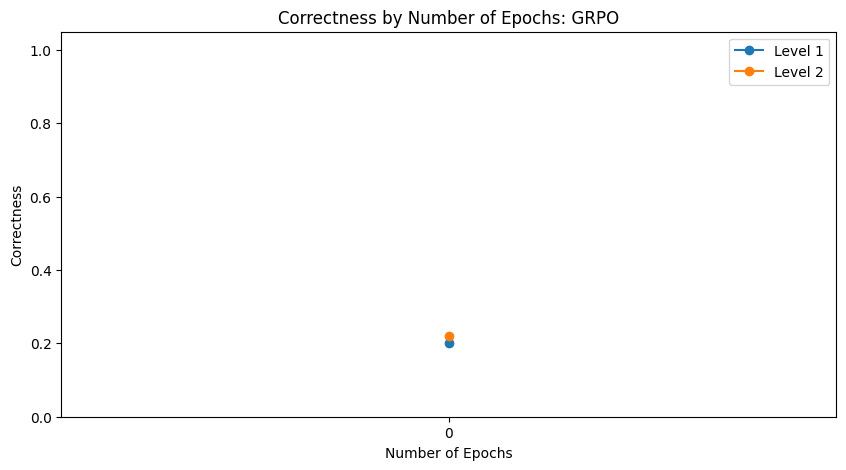 Correctness by Number of Epochs: GRPO
1.0
0.8
0.6
0.4
0.2
0.0
Correctness
Level 1
Level 2
0
Number of Epochs